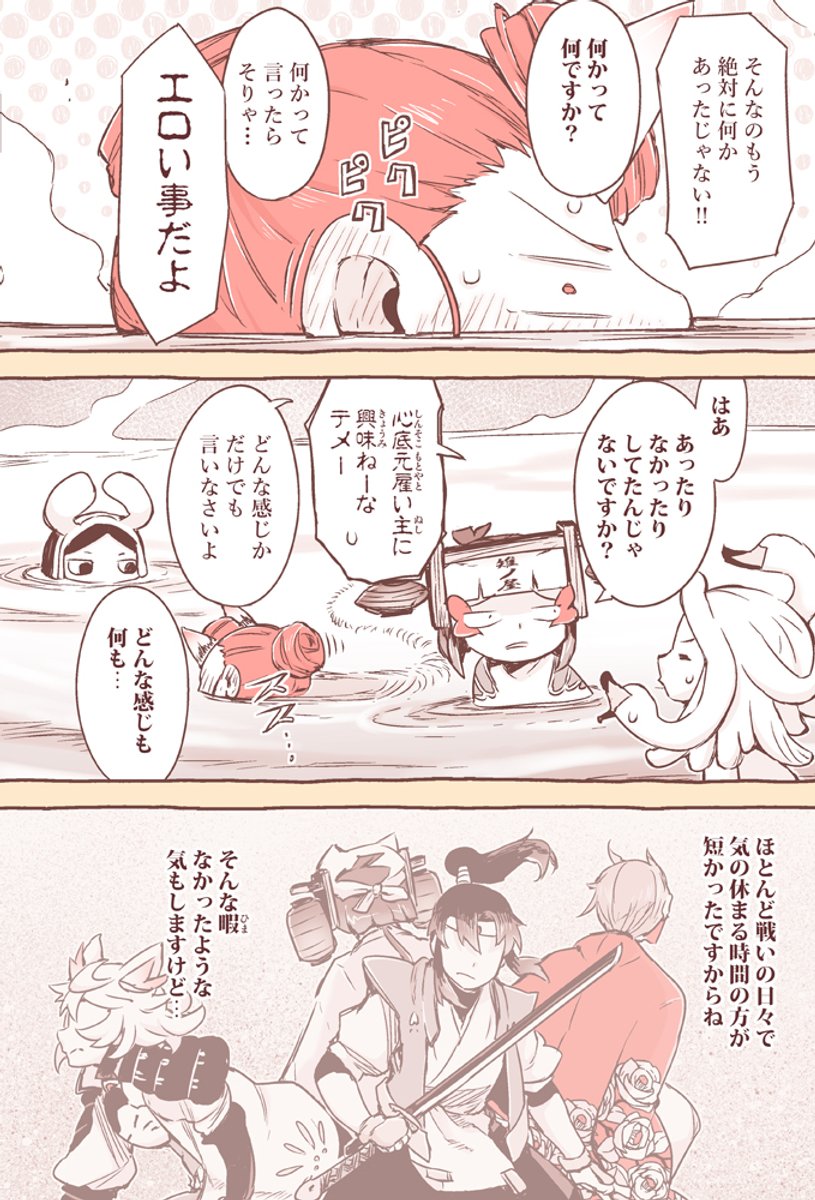 そんなのもう
絶対に何か
あったじゃない!!
何かって
何ですか?
何かって
言ったら
そりゃ…
エロい事だよ
ピク
ピク
はぁ
あったり
なかったり
してたんじゃ
ないですか?
心底元雇い主に
興味ねーな
テメー
雉ノ屋
どんな感じか
だけでも
言いなさいよ
どんな感じも
何も…
スス…
ほとんど戦いの日々で
気の休まる時間の方が
短かったですからね
そんな暇
なかったような
気もしますけど…